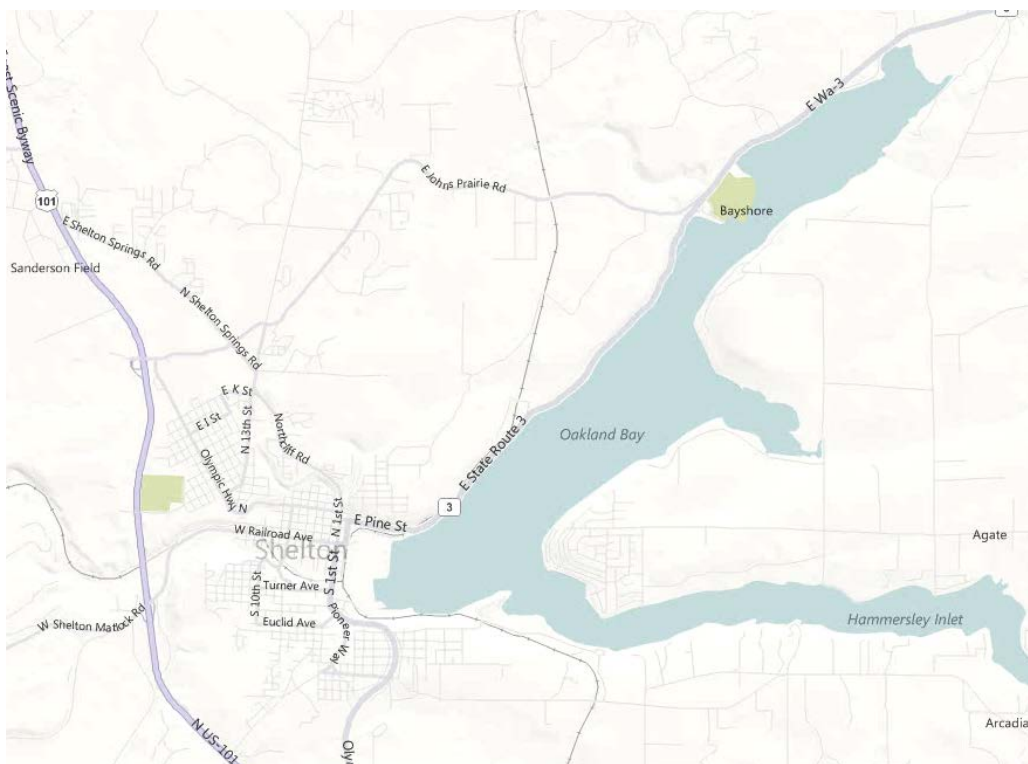 E Wa-3
est Scenic Byway
E Johns Prairie Rd
101
Bayshore
E Shelton Springs Rd
Sanderson Field
N Shelton Springs Rd
E K St
E I St
N 13th St
Northcliff Rd
Oakland Bay
E State Route 3
Olympic Hwy N
3
N 1st St
E Pine St
W Railroad Ave
Agate
Shelton
Turner Ave
S 10th St
S 1st St
W Shelton Matlock Rd
Euclid Ave
Pioneer Way
Hammersley Inlet
N US-101
Oly
Arcadia